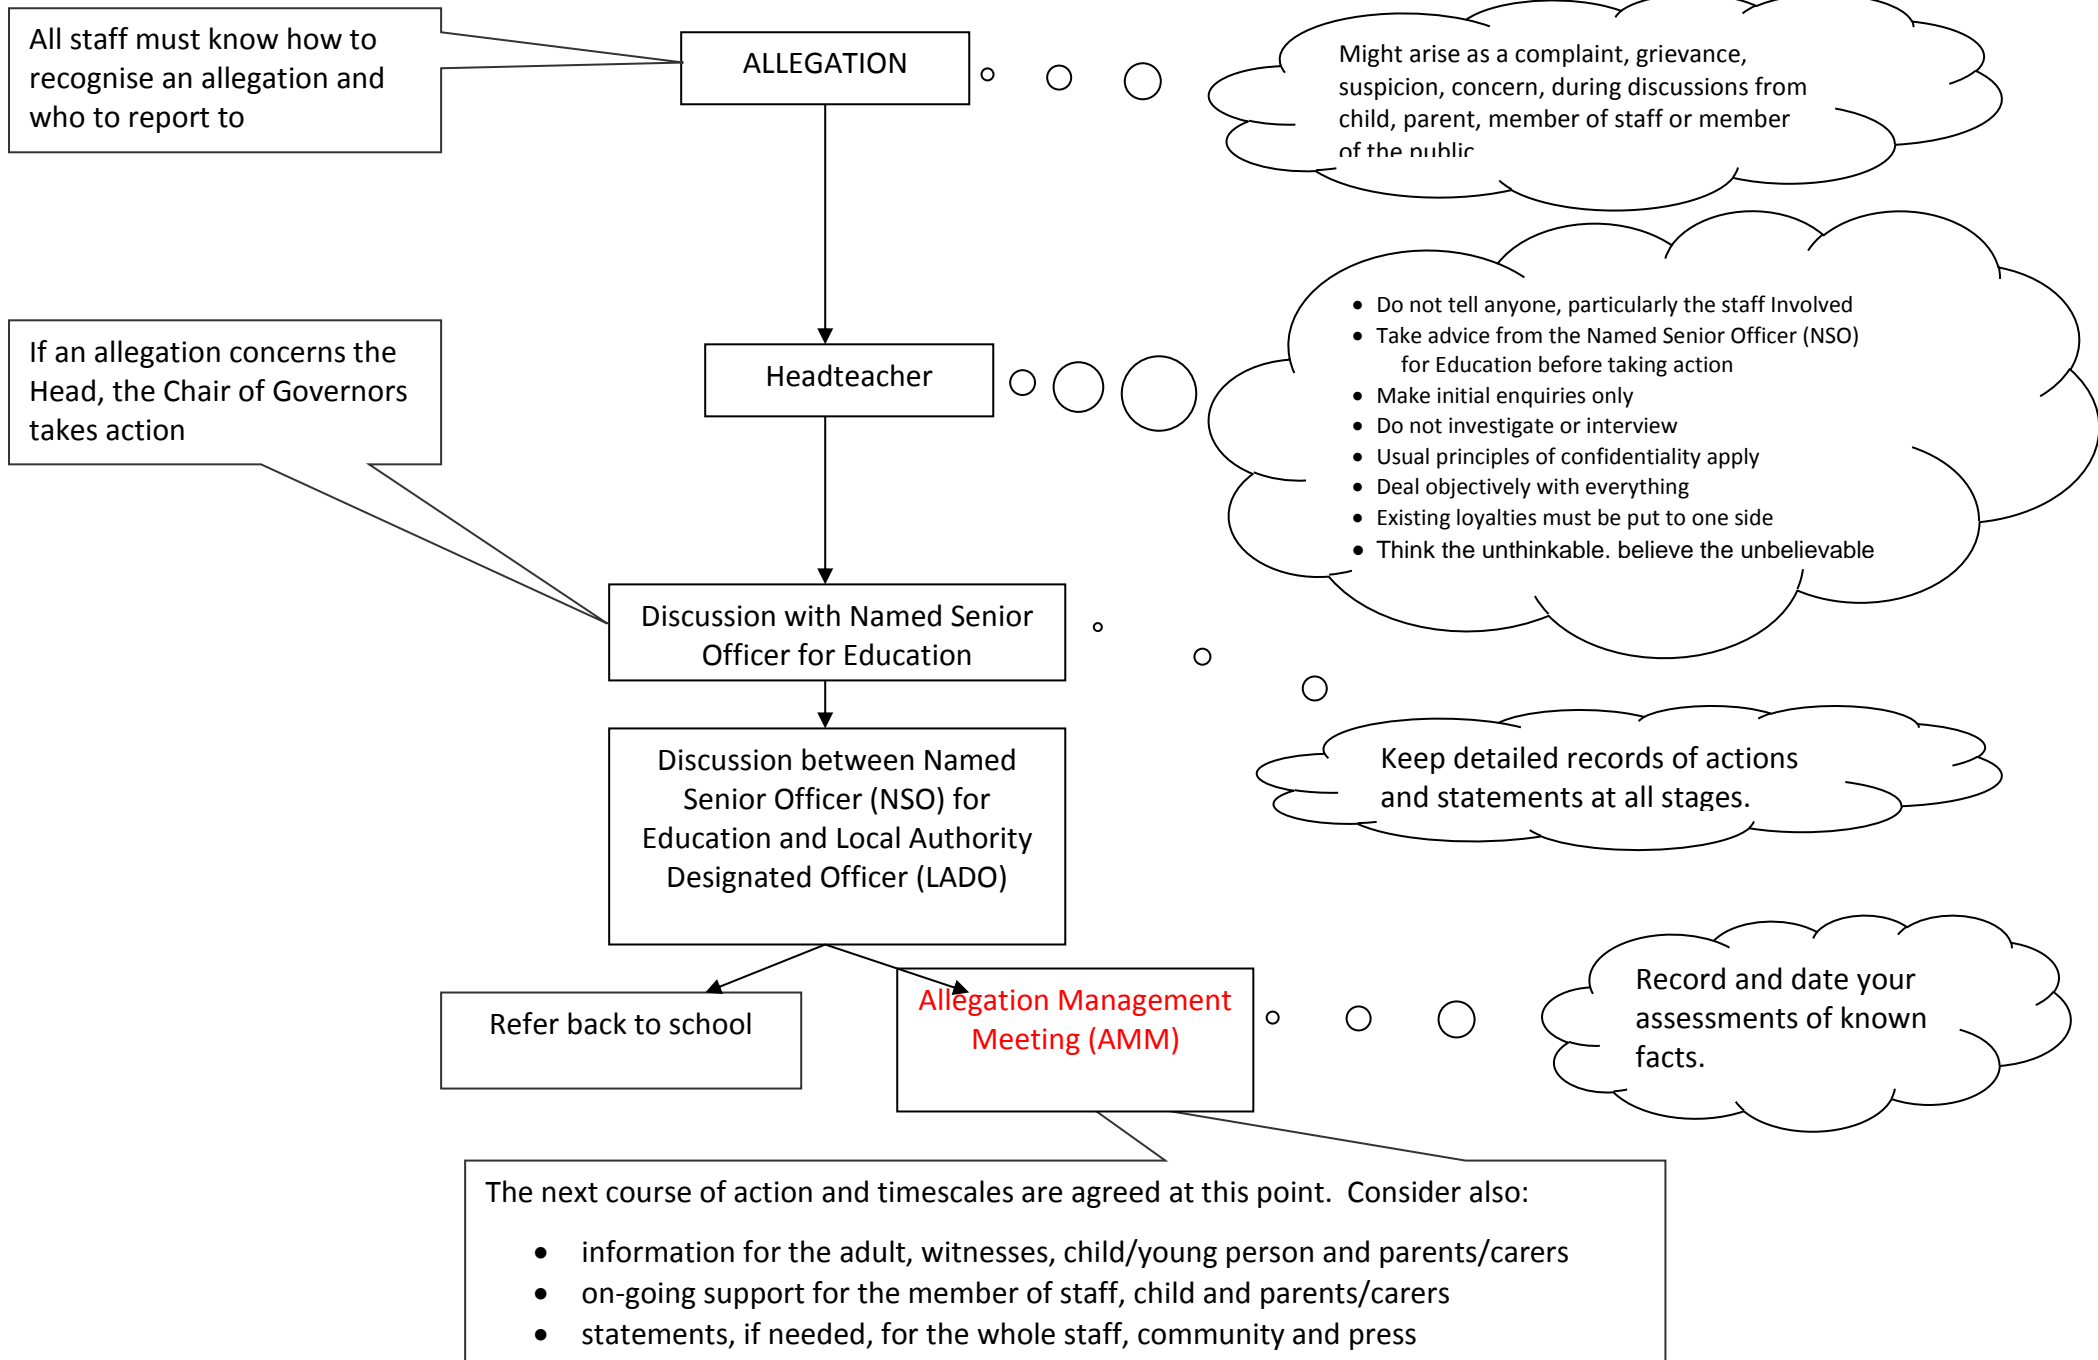 All staff must know how to
recognise an allegation and
who to report to
ALLEGATION
Might arise as a complaint, grievance,
suspicion, concern, during discussions from
child, parent, member of staff or member
of the public
If an allegation concerns the
Head, the Chair of Governors
takes action
Headteacher
• Do not tell anyone, particularly the staff Involved
• Take advice from the Named Senior Officer (NSO)
for Education before taking action
• Make initial enquiries only
• Do not investigate or interview
• Usual principles of confidentiality apply
• Deal objectively with everything
• Existing loyalties must be put to one side
• Think the unthinkable. believe the unbelievable
Discussion with Named Senior
Officer for Education
Discussion between Named
Senior Officer (NSO) for
Education and Local Authority
Designated Officer (LADO)
Keep detailed records of actions
and statements at all stages.
Refer back to school
Allegation Management
Meeting (AMM)
Record and date your
assessments of known
facts.
The next course of action and timescales are agreed at this point.  Consider also:
• information for the adult, witnesses, child/young person and parents/carers
• on-going support for the member of staff, child and parents/carers
• statements, if needed, for the whole staff, community and press